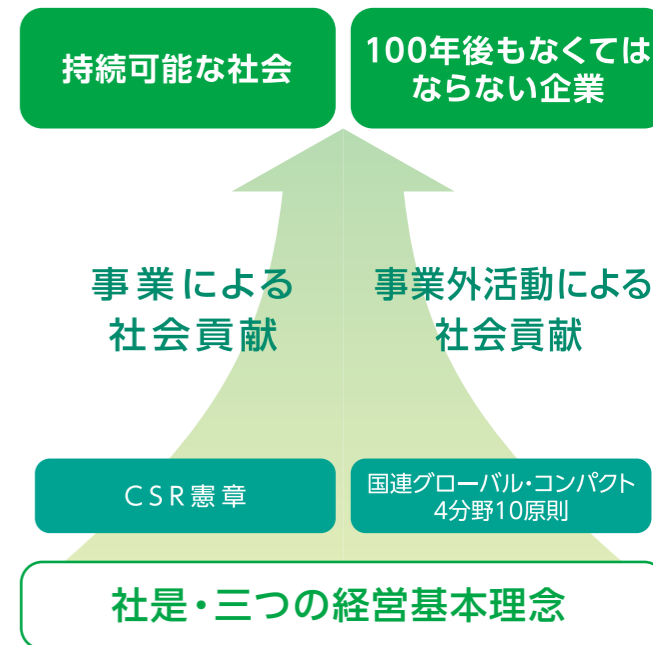 持続可能な社会
100年後もなくては
ならない企業
事業による
社会貢献
事業外活動による
社会貢献
CSR憲章
国連グローバル・コンパクト
4分野10原則
社是・三つの経営基本理念